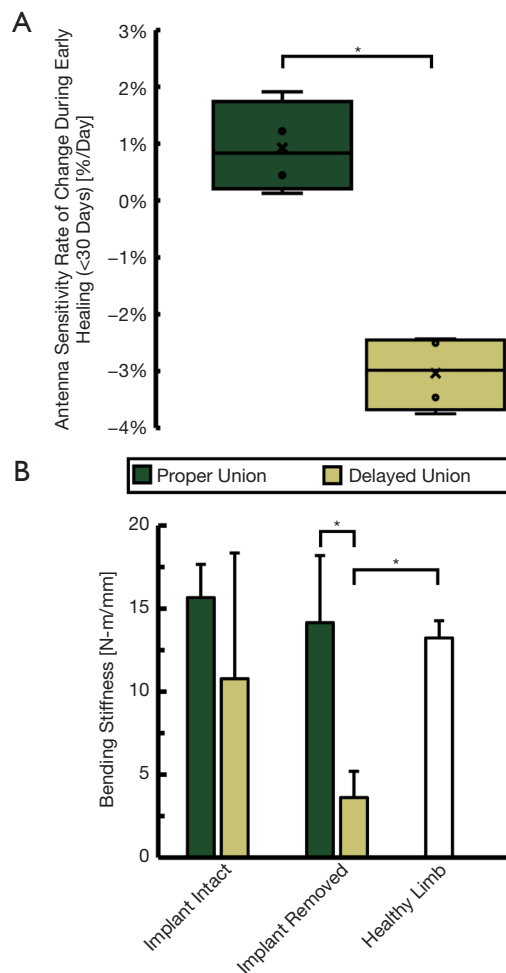 A
Antenna Sensitivity Rate of Change During Early
Healing (<30 Days) [%/Day]
3%
2%
1%
0%
−1%
−2%
−3%
−4%
*
B
Proper Union
Delayed Union
Bending Stiffness [N-m/mm]
20
15
10
5
0
*
*
Implant Intact
Implant Removed
Healthy Limb